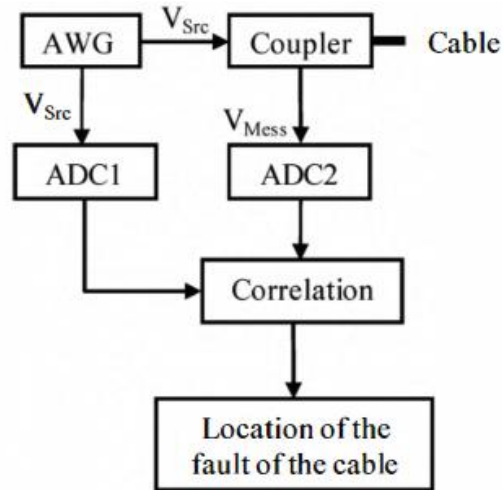 AWG
V_Src
Coupler
Cable
V_Src
V_Mess
ADC1
ADC2
Correlation
Location of the
fault of the cable